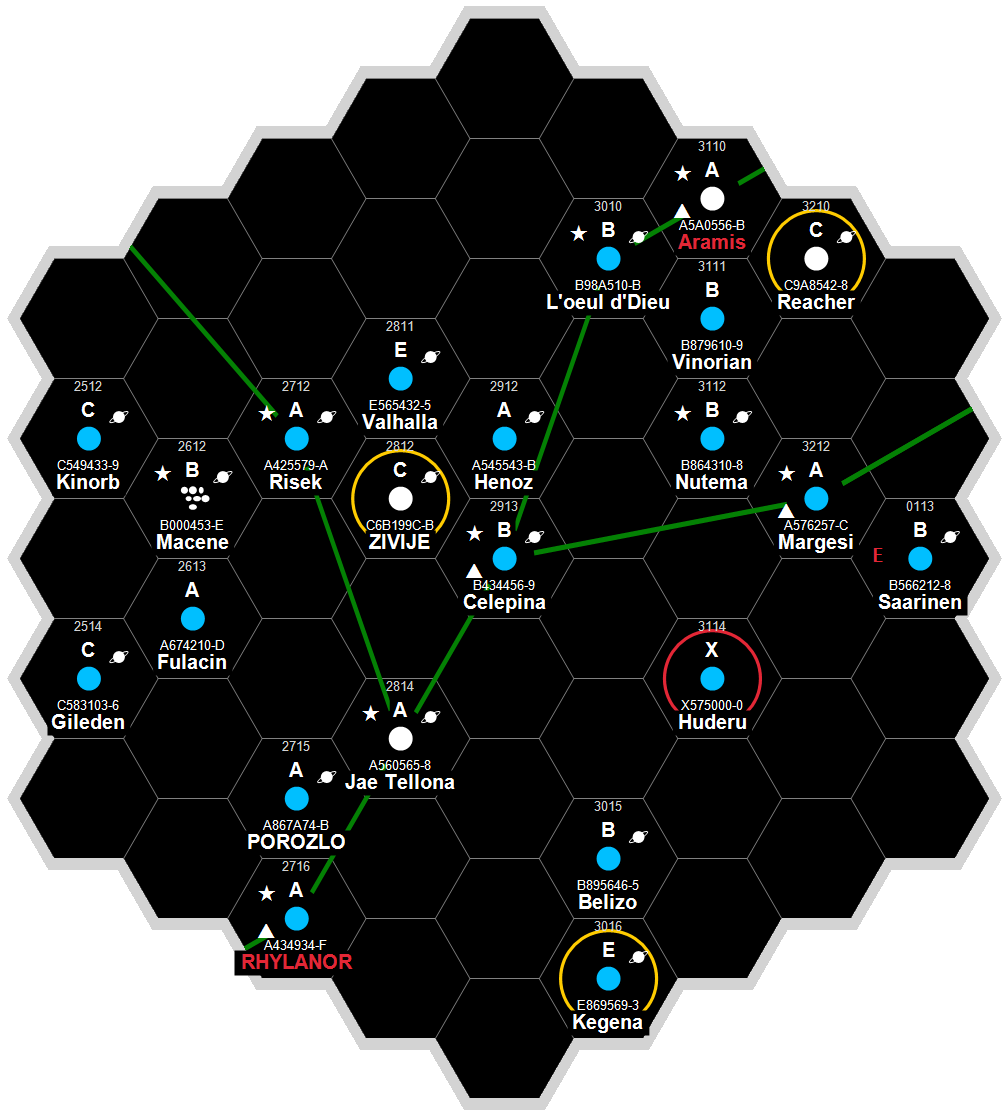 3110
A
A5A0556-B
Aramis
3010
B
B98A510-B
L'oeul d'Dieu
3210
C
C9A8542-8
Reacher
3111
B
B879610-9
Vinorian
2811
E
E565432-5
Valhalla
2512
C
C549433-9
Kinorb
2712
A
A425579-A
Risek
2912
A
A545543-B
Henoz
3112
B
B864310-8
Nutema
2612
B
B000453-E
Macene
2812
C
C6B199C-B
ZIVIJE
3212
A
A576257-C
Margesi
2913
B
B434456-9
Celepina
0113
B
E
B566212-8
Saarinen
2613
A
A674210-D
Fulacin
2514
C
C583103-6
Gileden
3114
X
X575000-0
Huderu
2814
A
A560565-8
Jae Tellona
2715
A
A867A74-B
POROZLO
3015
B
B895646-5
Belizo
2716
A
A434934-F
RHYLANOR
3016
E
E869569-3
Kegena